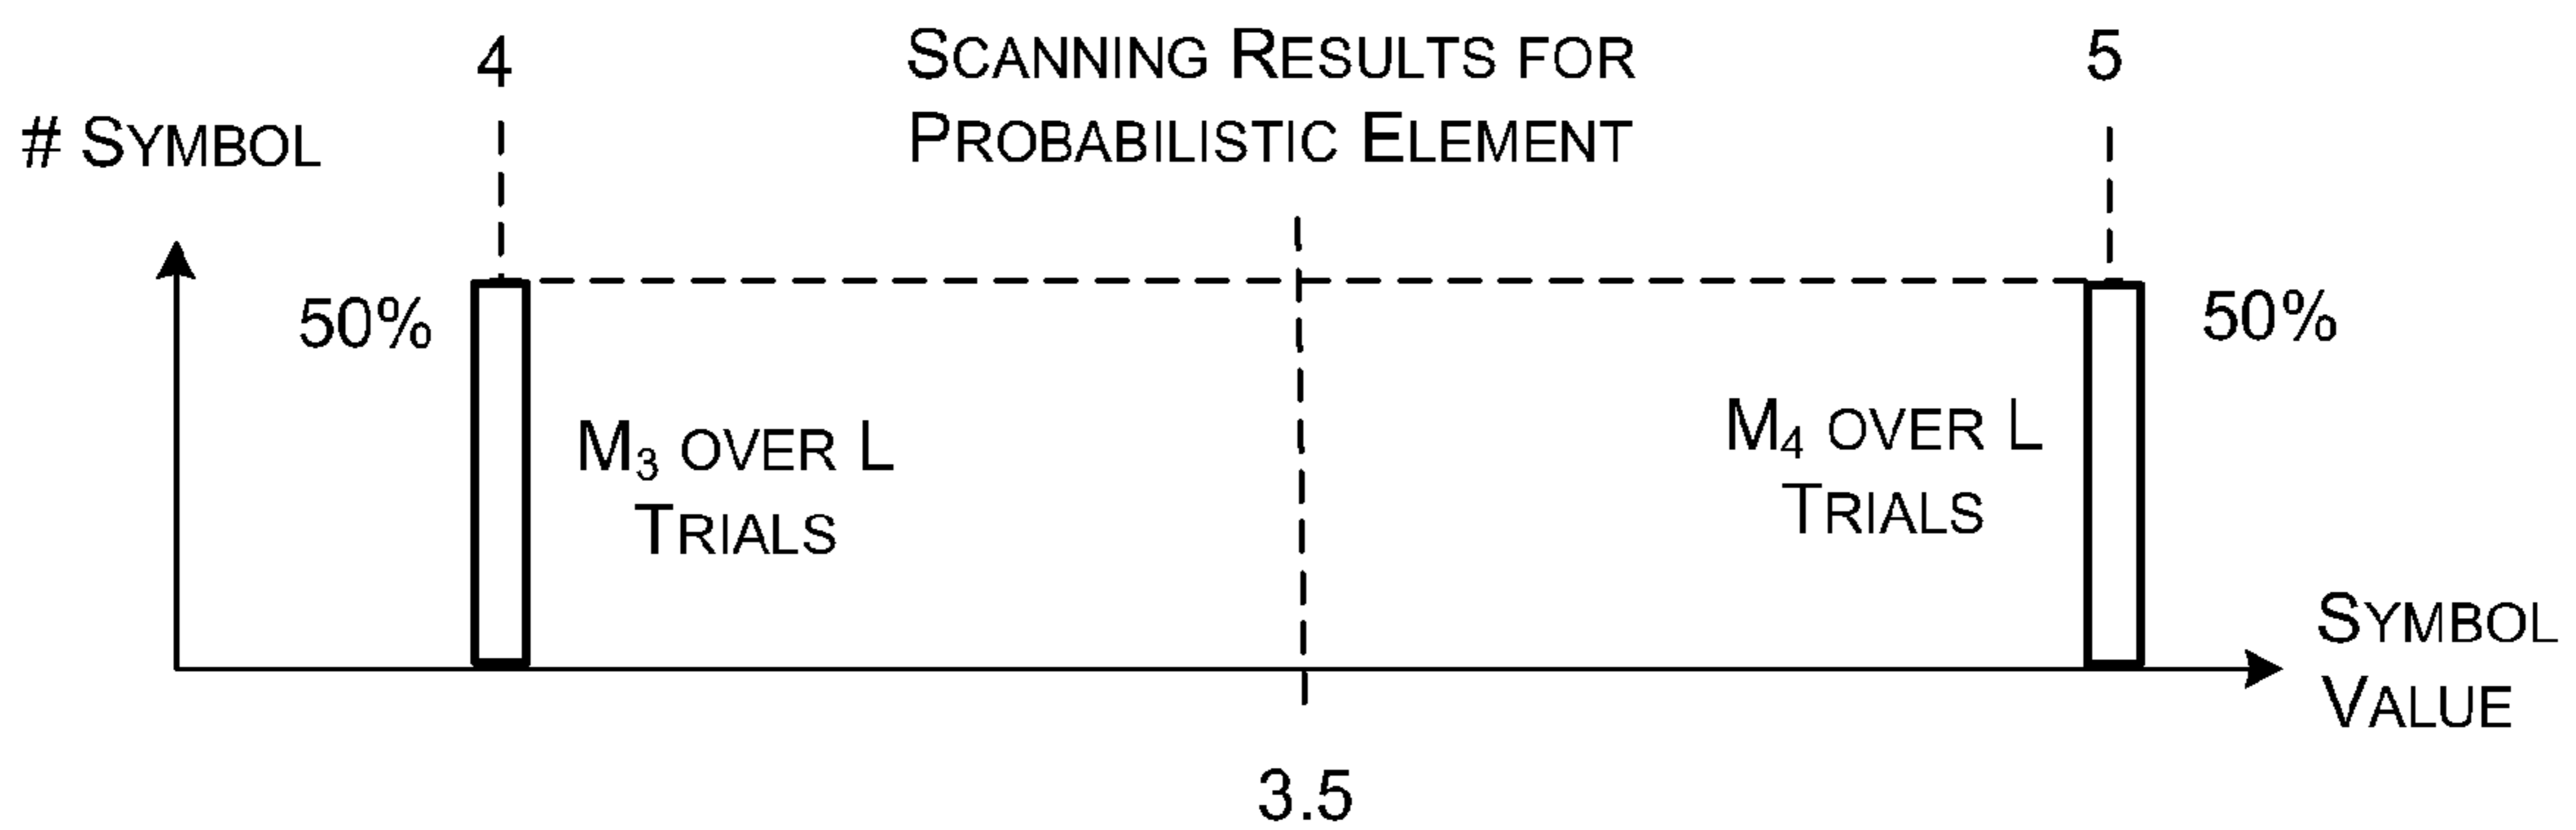 4
SCANNING RESULTS FOR
PROBABILISTIC ELEMENT
5
# SYMBOL
50%
50%
M3 OVER L
TRIALS
M4 OVER L
TRIALS
SYMBOL
VALUE
3.5